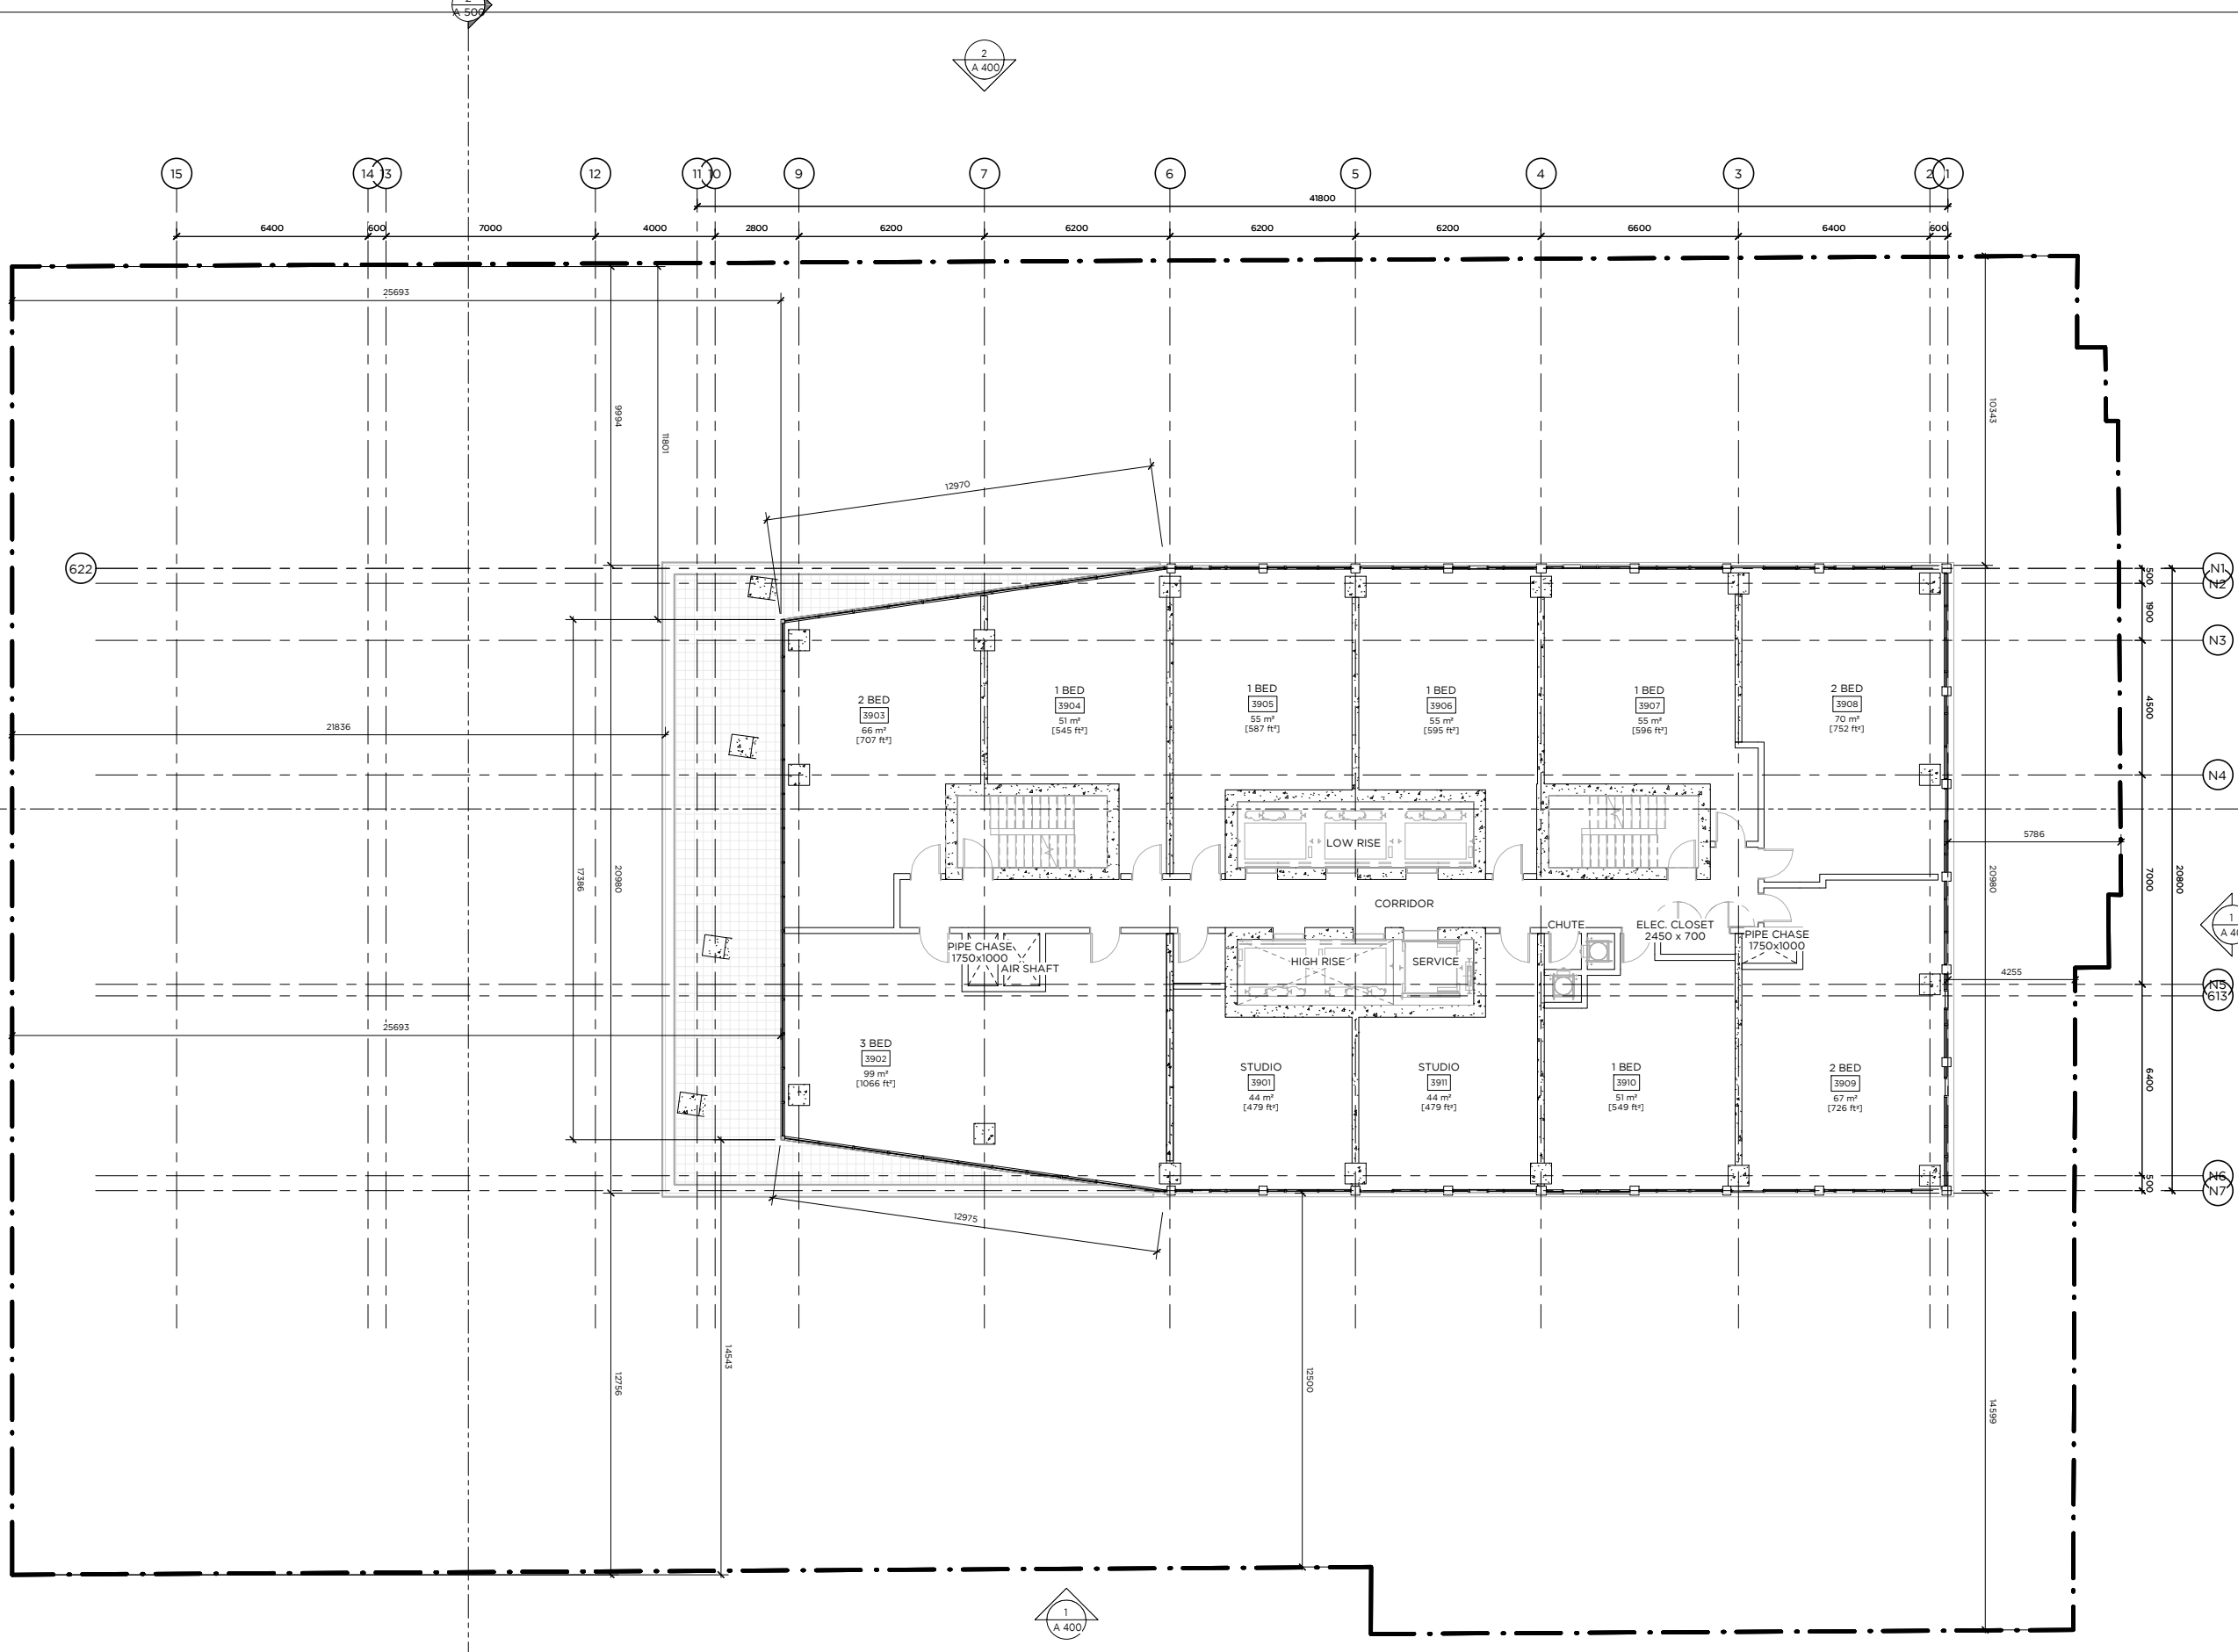 2
A 500
2
A 400
15
14
13
12
11
10
9
7
6
5
4
3
2
1
41800
6400
600
7000
4000
2800
6200
6200
6200
6200
6600
6400
600
25693
9994
11801
10343
12970
622
N1
N2
500
1900
N3
4500
N4
2 BED
3903
66 m²
[707 ft²]
1 BED
3904
51 m²
[545 ft²]
1 BED
3905
55 m²
[587 ft²]
1 BED
3906
55 m²
[595 ft²]
1 BED
3907
55 m²
[596 ft²]
2 BED
3908
70 m²
[752 ft²]
21836
5786
LOW RISE
17386
20980
20980
7000
20800
CORRIDOR
CHUTE
ELEC. CLOSET
2450 x 700
PIPE CHASE
1750x1000
PIPE CHASE
1750x1000
AIR SHAFT
HIGH RISE
SERVICE
1
4255
N5
613
25693
3 BED
3902
99 m²
[1066 ft²]
STUDIO
3901
44 m²
[479 ft²]
STUDIO
3911
44 m²
[479 ft²]
1 BED
3910
51 m²
[549 ft²]
2 BED
3909
67 m²
[726 ft²]
6400
N6
500
N7
12975
14543
12756
12500
14599
1
A 400